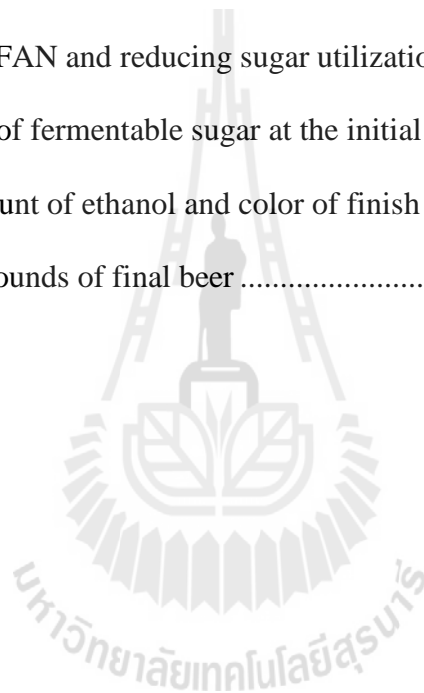 FAN and reducing sugar utilizatio
of fermentable sugar at the initial
unt of ethanol and color of finish
ounds of final beer ........................
มหาวิทยาลัยเทคโนโลยีสุรนารี